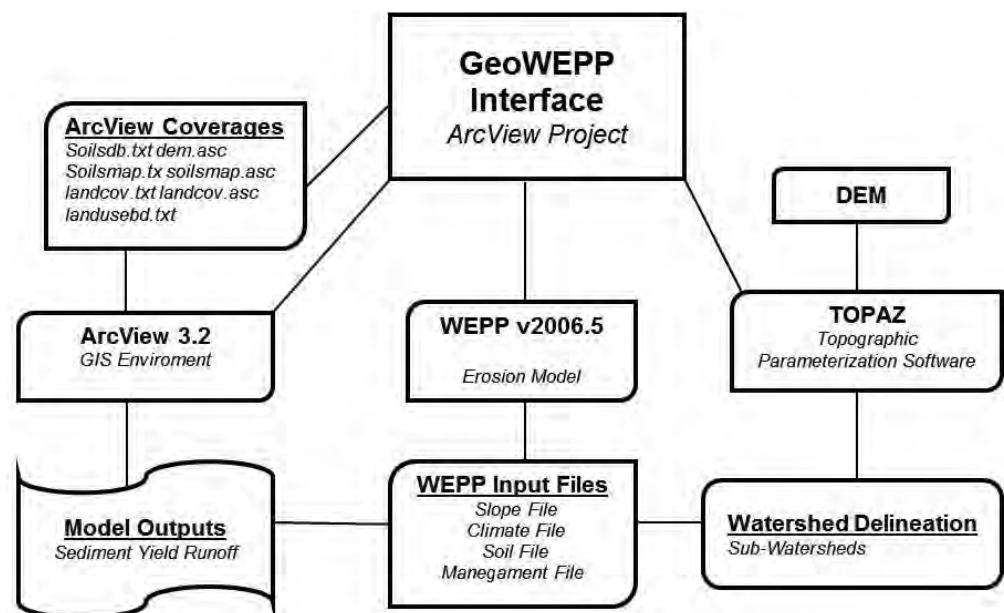 GeoWEPP
Interface
ArcView Project
ArcView Coverages
Soilsdb.txt dem.asc
Soilsmap.tx soilsmap.asc
landcov.txt landcov.asc
landusebd.txt
DEM
ArcView 3.2
GIS Enviroment
WEPP v2006.5
Erosion Model
TOPAZ
Topographic
Parameterization Software
Model Outputs
Sediment Yield Runoff
WEPP Input Files
Slope File
Climate File
Soil File
Manegament File
Watershed Delineation
Sub-Watersheds